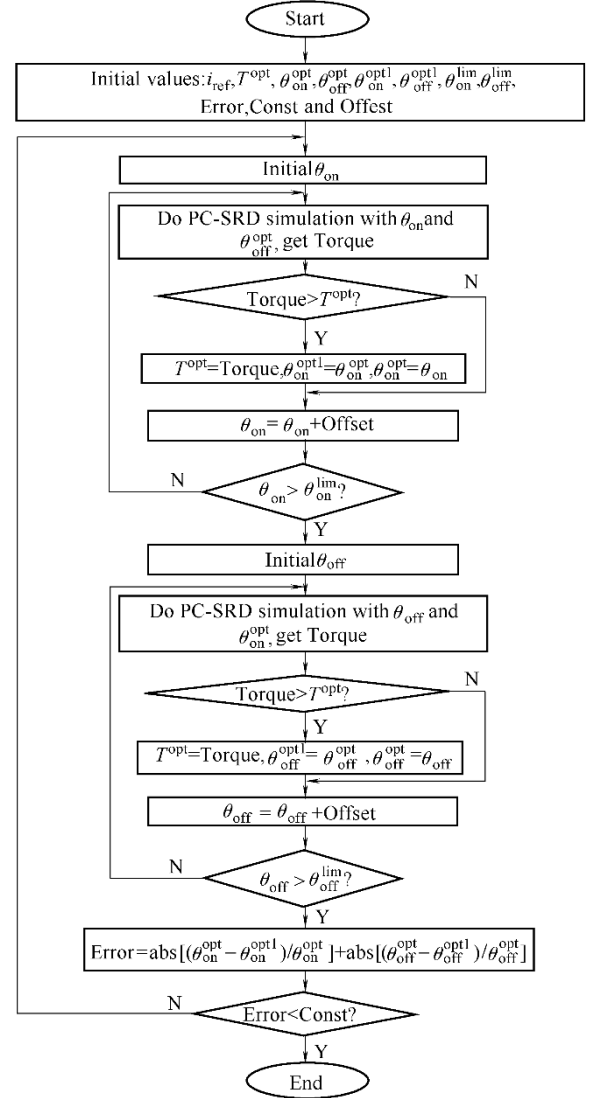 Start
Initial values:i_ref,T^opt,θ_on^opt,θ_off^opt,θ_on^opt1,θ_off^opt1,θ_on^lim,θ_off^lim,
Error,Const and Offest
Initialθ_on
Do PC-SRD simulation with θ_on and
θ_off^opt, get Torque
N
Torque>T^opt?
Y
T^opt=Torque,θ_on^opt1=θ_on^opt,θ_on^opt=θ_on
θ_on=θ_on+Offset
N
θ_on>θ_on^lim?
Y
Initialθ_off
Do PC-SRD simulation with θ_off and
θ_on^opt,get Torque
N
Torque>T^opt?
Y
T^opt=Torque,θ_off^opt1=θ_off^opt,θ_off^opt=θ_off
θ_off=θ_off+Offset
N
θ_off>θ_off^lim?
Y
Error=abs[(θ_on^opt-θ_on^opt1)/θ_on^opt]+abs[(θ_off^opt-θ_off^opt1)/θ_off^opt]
N
Error<Const?
Y
End